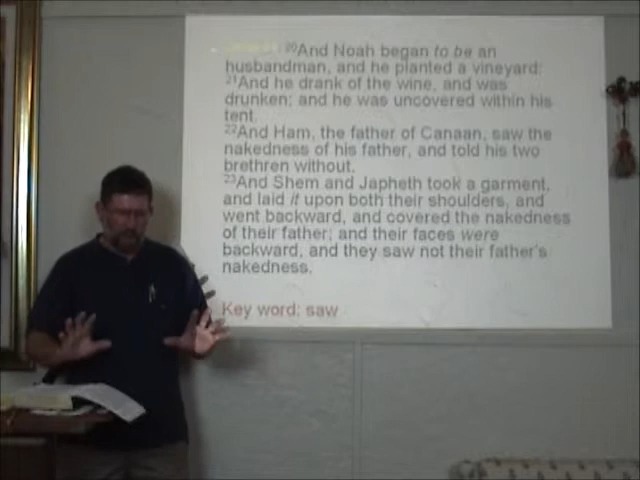 20And Noah began to be an
husbandman, and he planted a vineyard:
21And he drank of the wine, and was
drunken; and he was uncovered within his
tent.
22And Ham, the father of Canaan, saw the
nakedness of his father, and told his two
brethren without.
23And Shem and Japheth took a garment,
and laid it upon both their shoulders, and
went backward, and covered the nakedness
of their father; and their faces were
backward, and they saw not their father's
nakedness.
Key word: saw